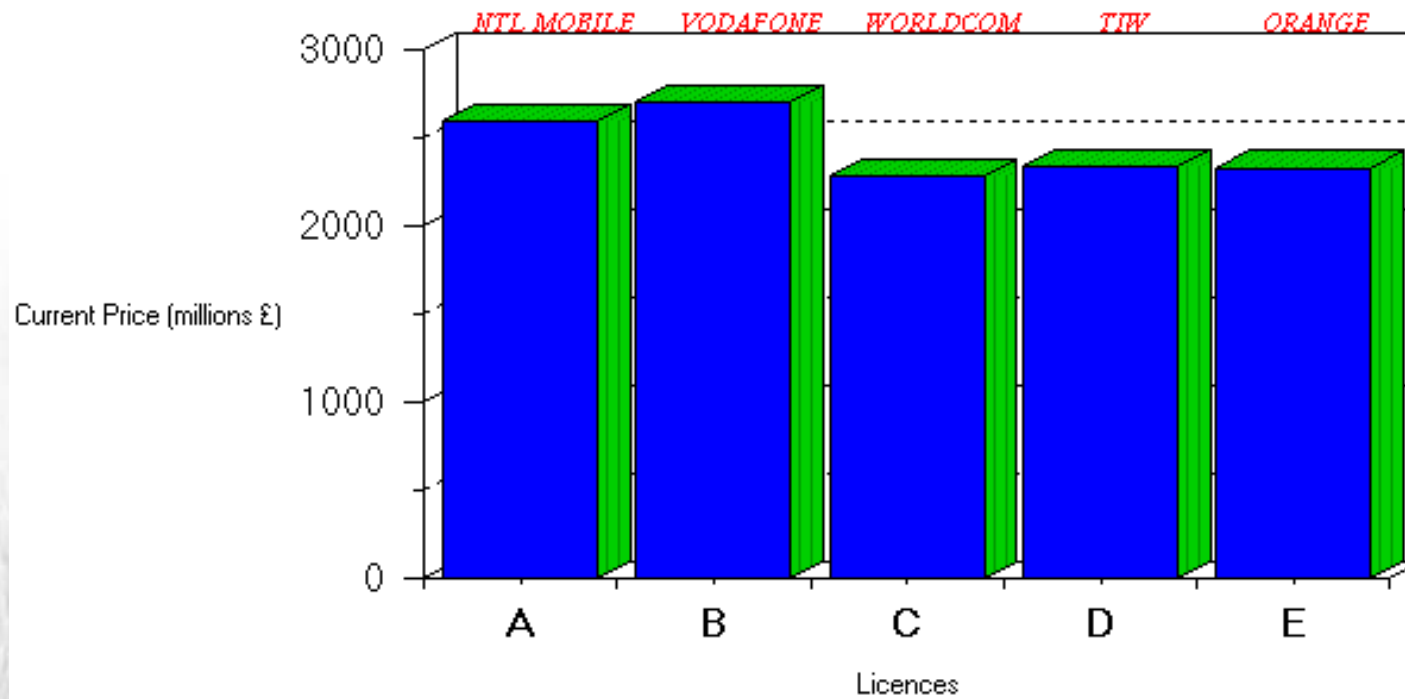 NTL MOBILE VODAFONE WORLDCOM TIW ORANGE
3000
2000
Current Price (millions £)
1000
0
A B C D E
Licences